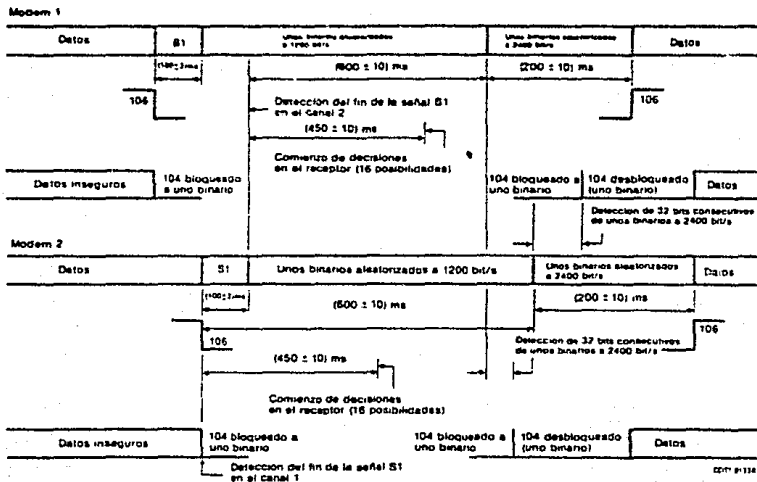 Modem 1
Datos
S1
Unos binarios aleatorizados
a 1200 bit/s
Unos binarios aleatorizados
a 2400 bit/s
Datos
(100 ± 3) ms
(600 ± 10) ms
(200 ± 10) ms
106
106
Detección del fin de la señal S1
en el canal 2
(450 ± 10) ms
Comienzo de decisiones
en el receptor (16 posibilidades)
Datos inseguros
104 bloqueado
a uno binario
104 bloqueado a
uno binario
104 desbloqueado
(uno binario)
Datos
Detección de 32 bits consecutivos
de unos binarios a 2400 bit/s
Modem 2
Datos
S1
Unos binarios aleatorizados a 1200 bit/s
Unos binarios aleatorizados
a 2400 bit/s
Datos
(100 ± 3) ms
(600 ± 10) ms
(200 ± 10) ms
106
106
Detección de 32 bits consecutivos
de unos binarios a 2400 bit/s
(450 ± 10) ms
Comienzo de decisiones
en el receptor (16 posibilidades)
Datos inseguros
104 bloqueado a
uno binario
104 bloqueado a
uno binario
104 desbloqueado
(uno binario)
Datos
Detección del fin de la señal S1
en el canal 1